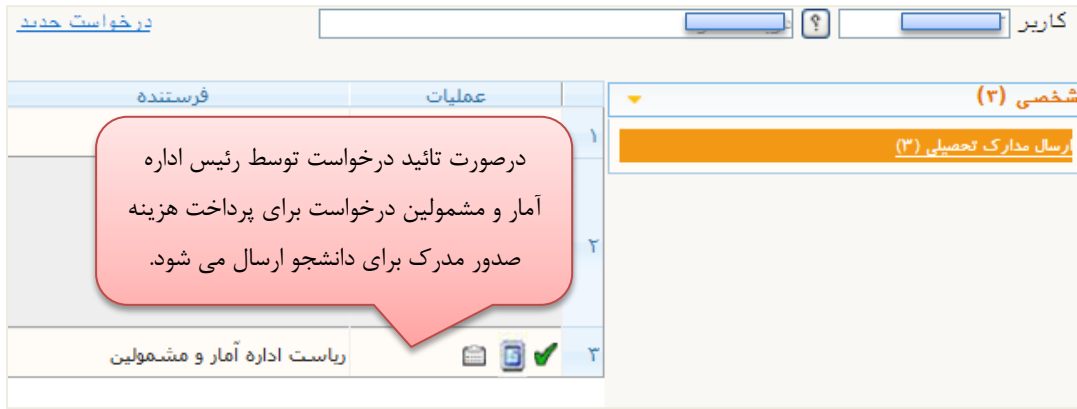 کاربر
درخواست جدید
شخصی (۳)
ارسال مدارک تحصیلی (۳)
عملیات
فرستنده
۱
درصورت تائید درخواست توسط رئیس اداره
آمار و مشمولین درخواست برای پرداخت هزینه
صدور مدرک برای دانشجو ارسال می شود.
۲
۳
ریاست اداره آمار و مشمولین